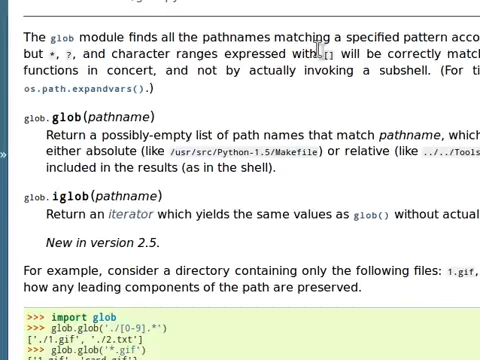 The glob module finds all the pathnames matching a specified pattern acco
but *, ?, and character ranges expressed with [] will be correctly matc
functions in concert, and not by actually invoking a subshell. (For ti
os.path.expandvars().)
glob.glob(pathname)
Return a possibly-empty list of path names that match pathname, whic
either absolute (like /usr/src/Python-1.5/Makefile) or relative (like ../../Tools
included in the results (as in the shell).
glob.iglob(pathname)
Return an iterator which yields the same values as glob() without actual
New in version 2.5.
For example, consider a directory containing only the following files: 1.gif,
how any leading components of the path are preserved.
>>> import glob
>>> glob.glob('./[0-9].*')
['./1.gif', './2.txt']
>>> glob.glob('*.gif')
['1.gif', 'card.gif']